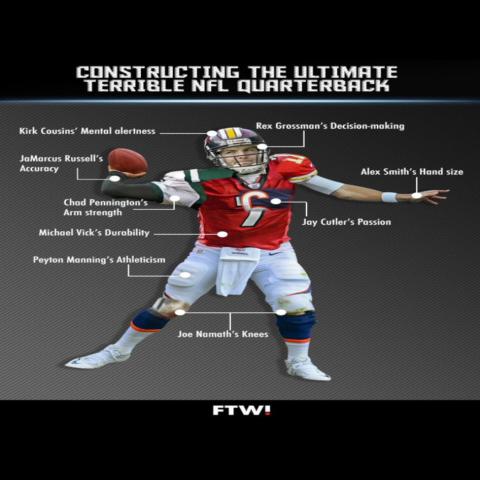 CONSTRUCTING THE ULTIMATE
TERRIBLE NFL QUARTERBACK
Kirk Cousins' Mental alertness
Rex Grossman's Decision-making
JaMarcus Russell's
Accuracy
Alex Smith's Hand size
Chad Pennington's
Arm strength
Jay Cutler's Passion
Michael Vick's Durability
Peyton Manning's Athleticism
Joe Namath's Knees
FTW!